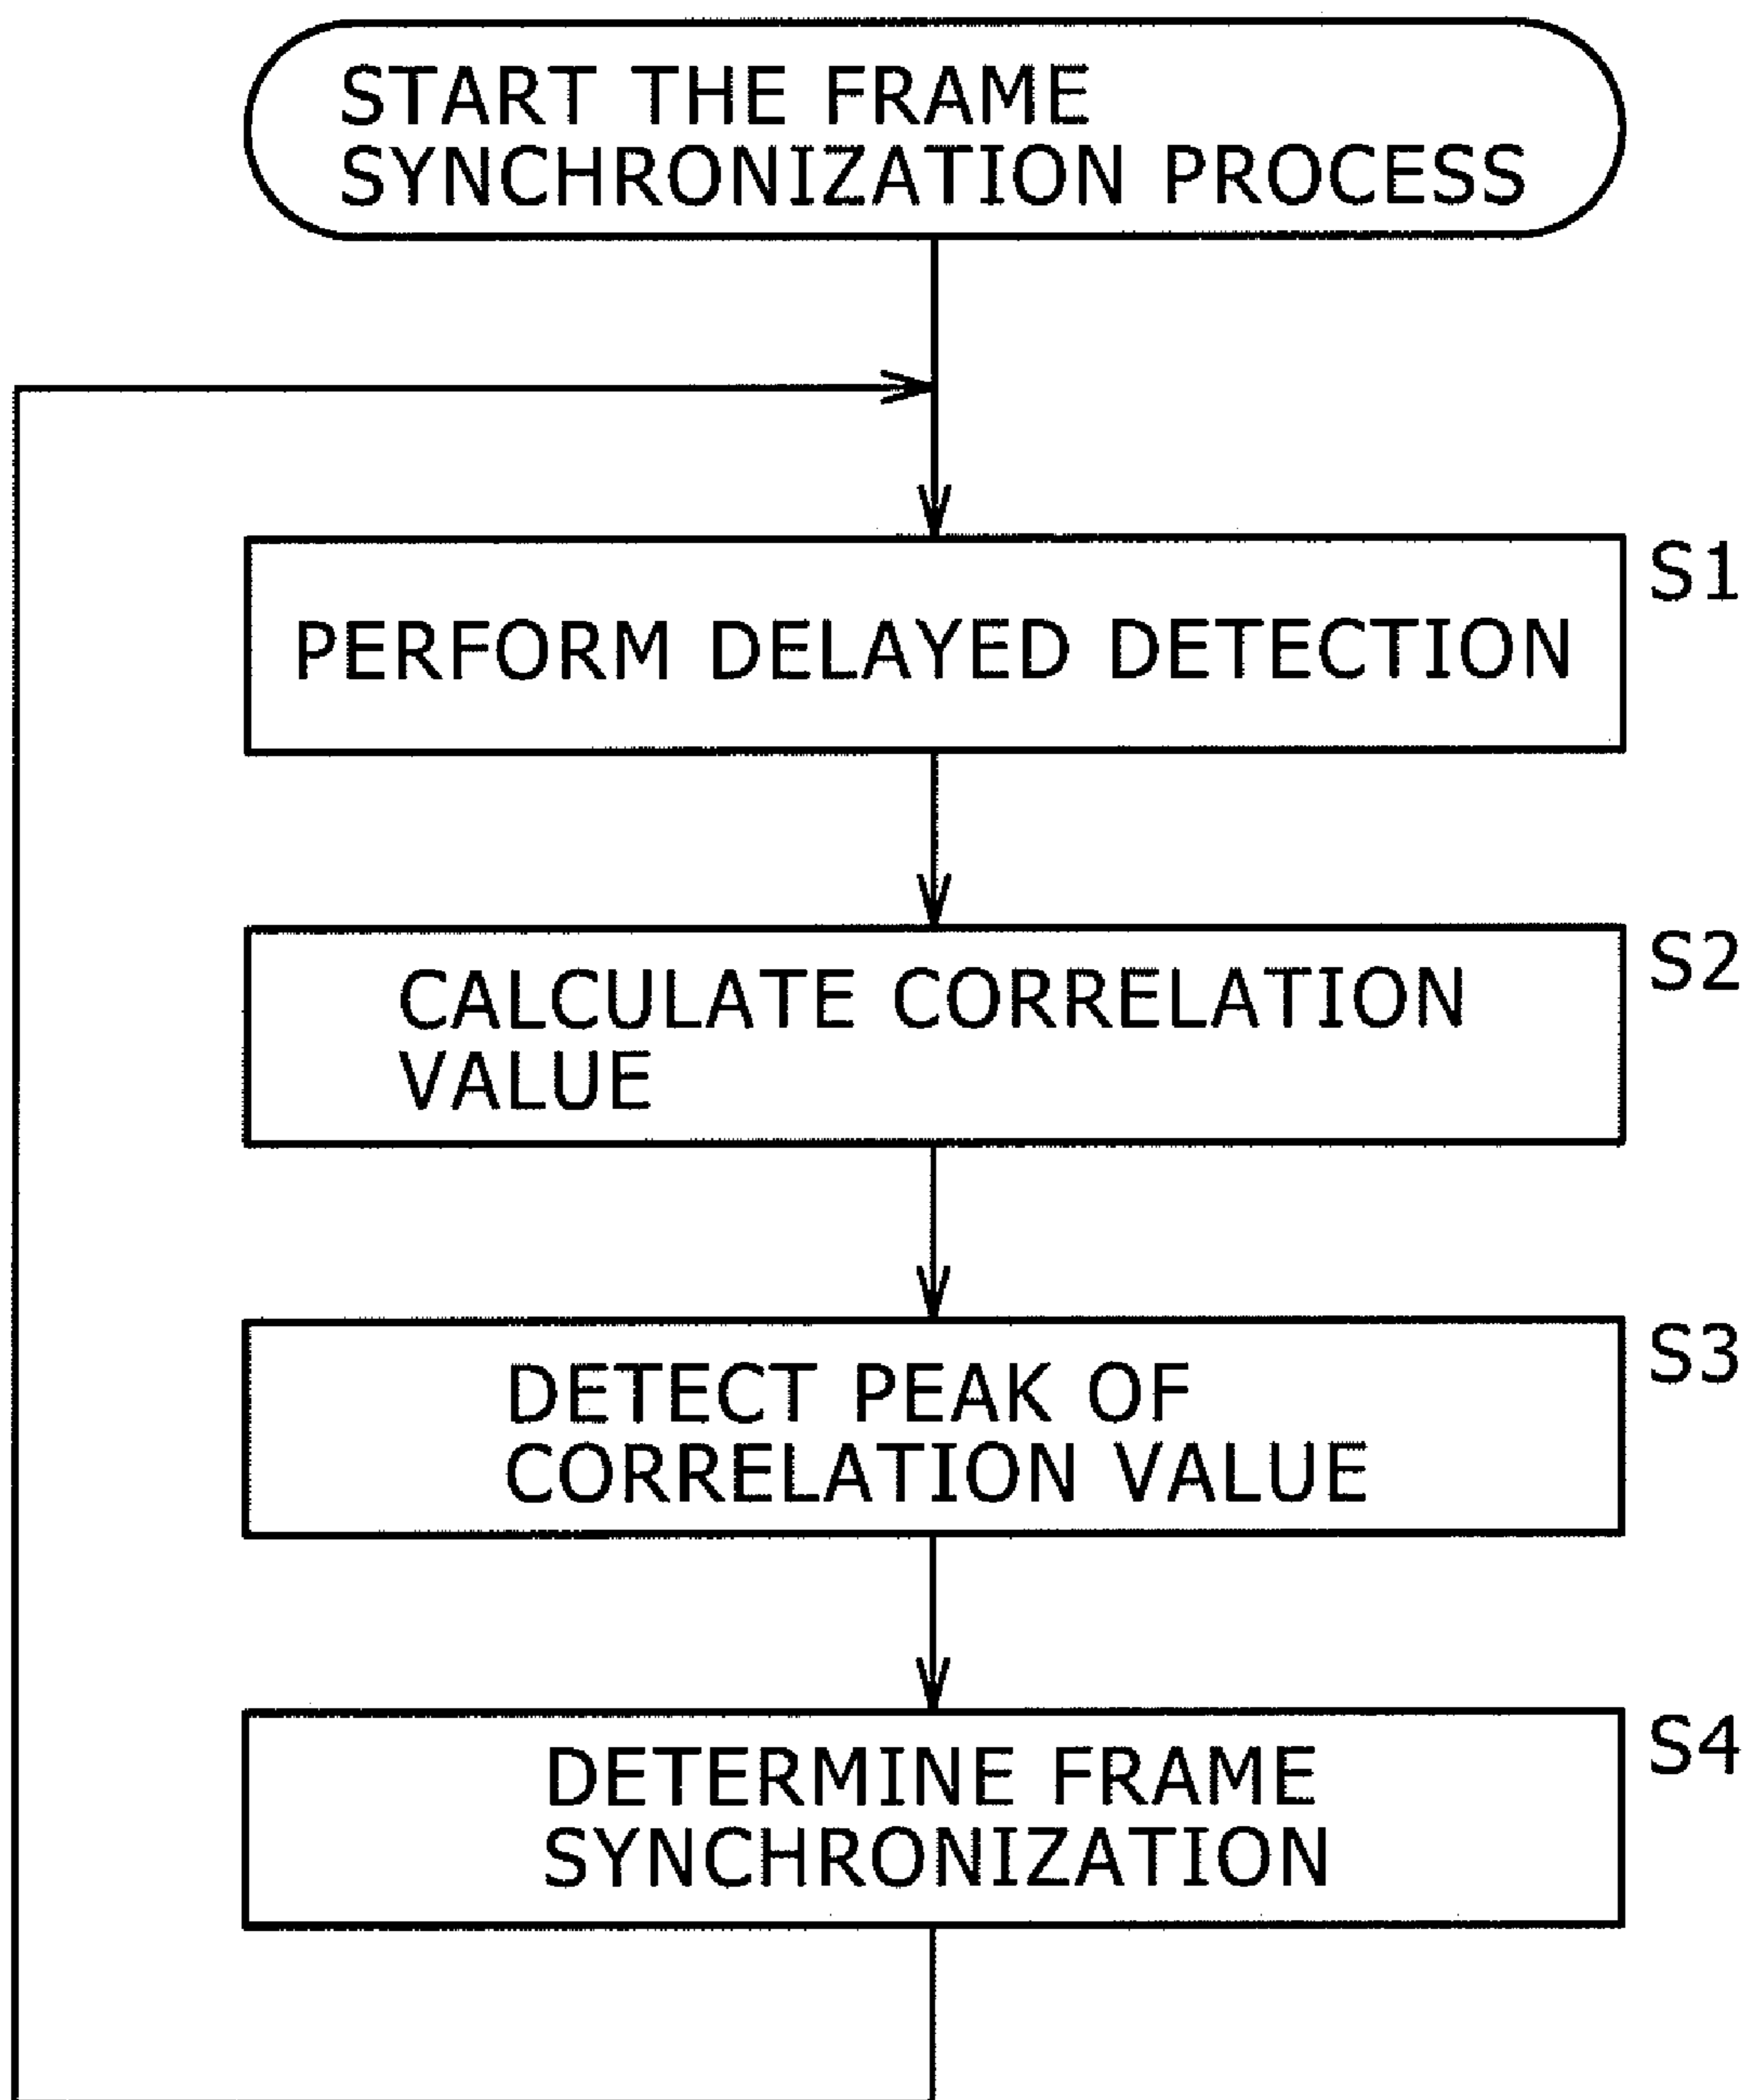 START THE FRAME
SYNCHRONIZATION PROCESS
S1
PERFORM DELAYED DETECTION
S2
CALCULATE CORRELATION
VALUE
S3
DETECT PEAK OF
CORRELATION VALUE
S4
DETERMINE FRAME
SYNCHRONIZATION